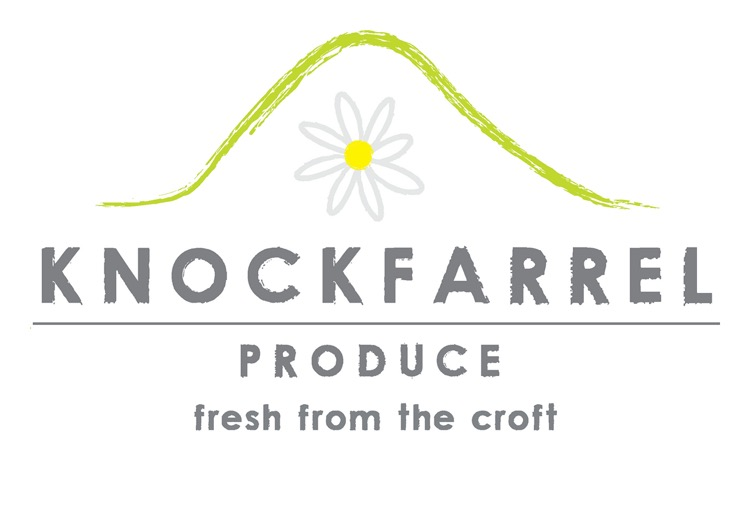 KNOCKFARREL
PRODUCE
fresh from the croft